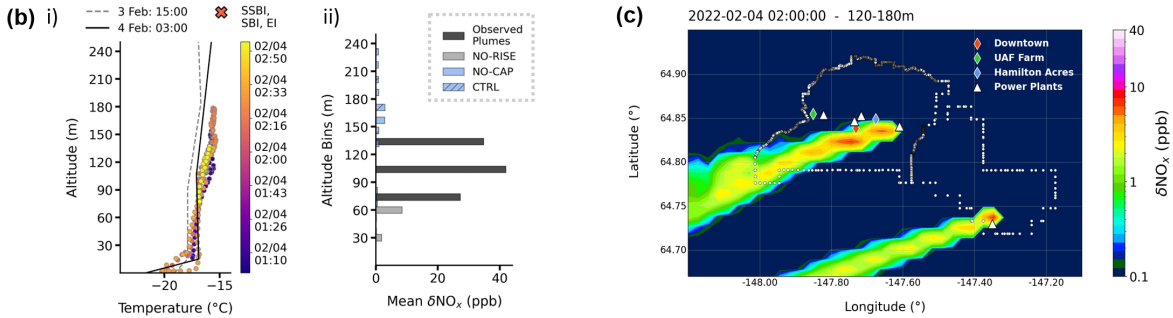 (b) i)
3 Feb: 15:00
4 Feb: 03:00
SSBI,
SBI, EI
Altitude (m)
240
210
180
150
120
90
60
30
−20
−15
Temperature (°C)
02/04
02:50
02/04
02:33
02/04
02:16
02/04
02:00
02/04
01:43
02/04
01:26
02/04
01:10
ii)
Observed
Plumes
NO-RISE
NO-CAP
CTRL
Altitude Bins (m)
240
210
180
150
120
90
60
30
0
20
40
Mean δNOx (ppb)
(c)
2022-02-04 02:00:00 - 120-180m
Downtown
UAF Farm
Hamilton Acres
Power Plants
Latitude (°)
64.90
64.85
64.80
64.75
64.70
-148.00
-147.80
-147.60
-147.40
-147.20
Longitude (°)
40
10
1
0.1
δNOx (ppb)